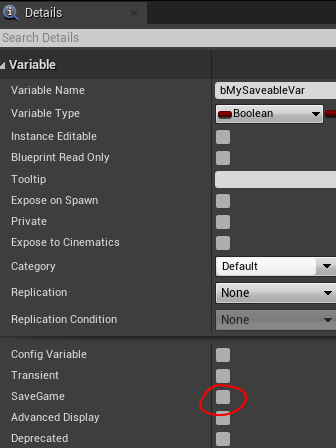 Details
Search Details
Variable
Variable Name bMySaveableVar
Variable Type Boolean
Instance Editable
Blueprint Read Only
Tooltip
Expose on Spawn
Private
Expose to Cinematics
Category Default
Replication None
Replication Condition None
Config Variable
Transient
SaveGame
Advanced Display
Deprecated